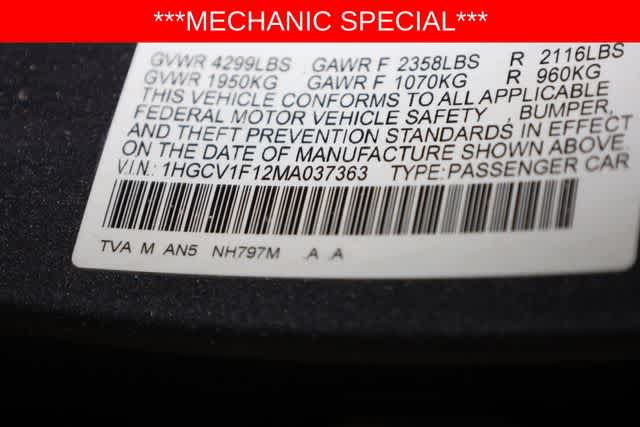 ***MECHANIC SPECIAL***
GVWR 4299LBS GAWR F 2358LBS R 2116LBS
GVWR 1950KG GAWR F 1070KG R 960KG
THIS VEHICLE CONFORMS TO ALL APPLICABLE
FEDERAL MOTOR VEHICLE SAFETY , BUMPER,
AND THEFT PREVENTION STANDARDS IN EFFECT
ON THE DATE OF MANUFACTURE SHOWN ABOVE.
V.I.N.: 1HGCV1F12MA037363 TYPE:PASSENGER CAR
TVA M AN5 NH797M A A